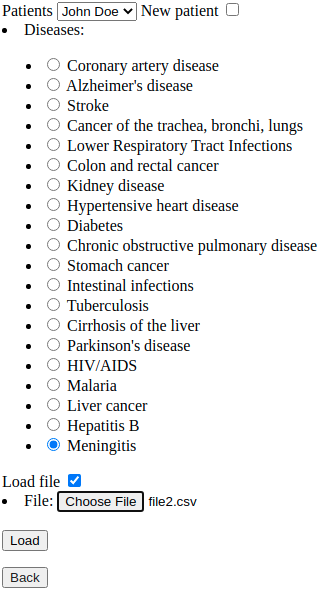 Patients John Doe New patient
Diseases:
Coronary artery disease
Alzheimer's disease
Stroke
Cancer of the trachea, bronchi, lungs
Lower Respiratory Tract Infections
Colon and rectal cancer
Kidney disease
Hypertensive heart disease
Diabetes
Chronic obstructive pulmonary disease
Stomach cancer
Intestinal infections
Tuberculosis
Cirrhosis of the liver
Parkinson's disease
HIV/AIDS
Malaria
Liver cancer
Hepatitis B
Meningitis
Load file
File: Choose File file2.csv
Load
Back